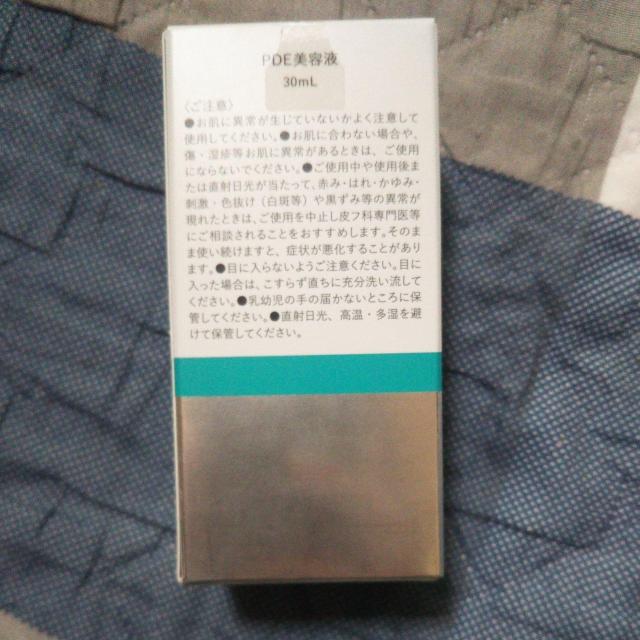 PDE美容液
30mL
〈ご注意〉
●お肌に異常が生じていないかよく注意して
使用してください。●お肌に合わない場合や、
傷・湿疹等お肌に異常があるときは、ご使用
にならないでください。●ご使用中や使用後ま
たは直射日光が当たって、赤み・はれ・かゆみ・
刺激・色抜け(白斑等)や黒ずみ等の異常が
現れたときは、ご使用を中止し皮フ科専門医等
にご相談されることをおすすめします。そのま
ま使い続けますと、症状が悪化することがあり
ます。●目に入らないようご注意ください。目に
入った場合は、こすらず直ちに充分洗い流して
ください。●乳幼児の手の届かないところに保
管してください。●直射日光、高温・多湿を避
けて保管してください。